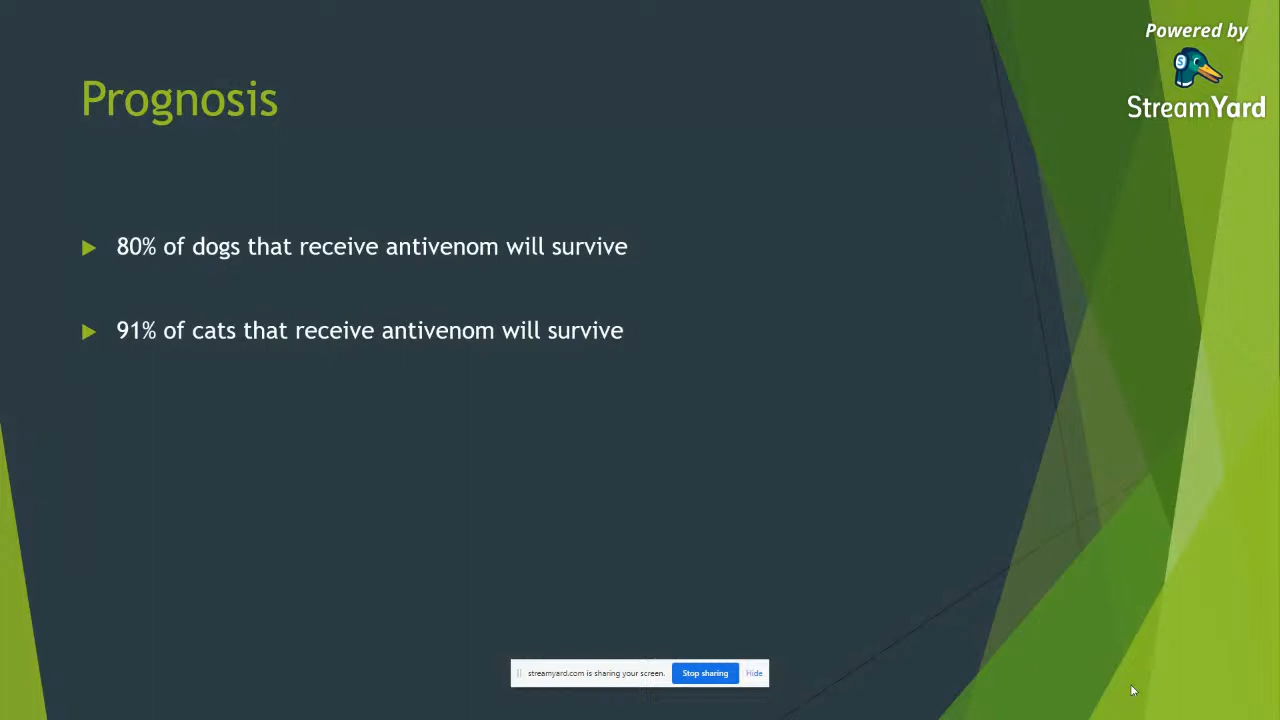 Powered by
StreamYard
Prognosis
80% of dogs that receive antivenom will survive
91% of cats that receive antivenom will survive
streamyard.com is sharing your screen. Stop sharing Hide